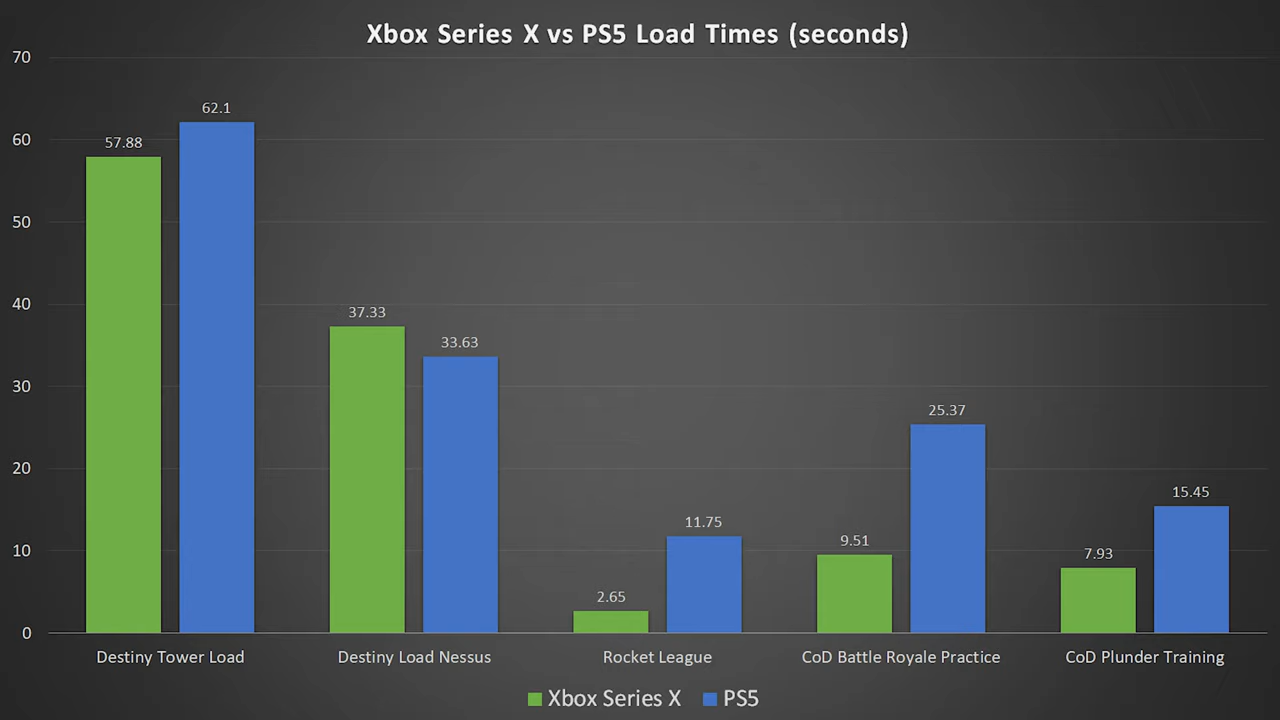 Xbox Series X vs PS5 Load Times (seconds)
70
60
50
40
30
20
10
0
57.88
62.1
37.33
33.63
2.65
11.75
9.51
25.37
7.93
15.45
Destiny Tower Load
Destiny Load Nessus
Rocket League
CoD Battle Royale Practice
CoD Plunder Training
Xbox Series X
PS5